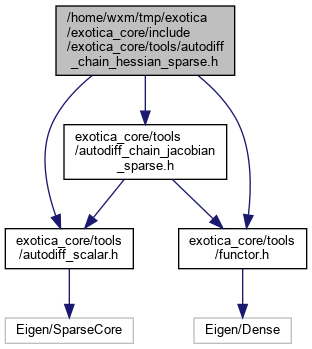 /home/wxm/tmp/exotica
/exotica_core/include
/exotica_core/tools/autodiff
_chain_hessian_sparse.h
exotica_core/tools
/autodiff_chain_jacobian
_sparse.h
exotica_core/tools
/autodiff_scalar.h
exotica_core/tools
/functor.h
Eigen/SparseCore
Eigen/Dense